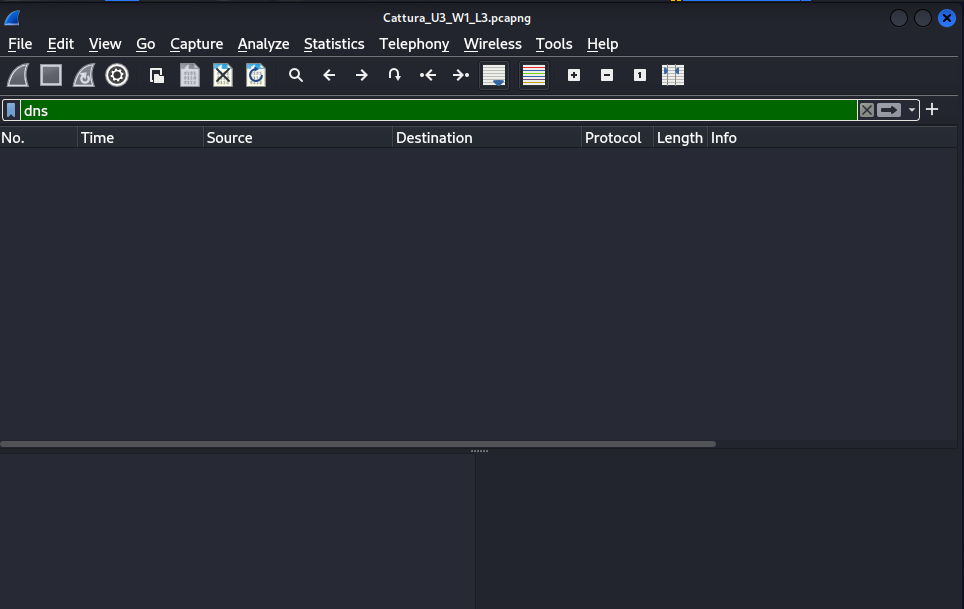 Cattura_U3_W1_L3.pcapng
File Edit View Go Capture Analyze Statistics Telephony Wireless Tools Help
dns
No. Time Source Destination Protocol Length Info